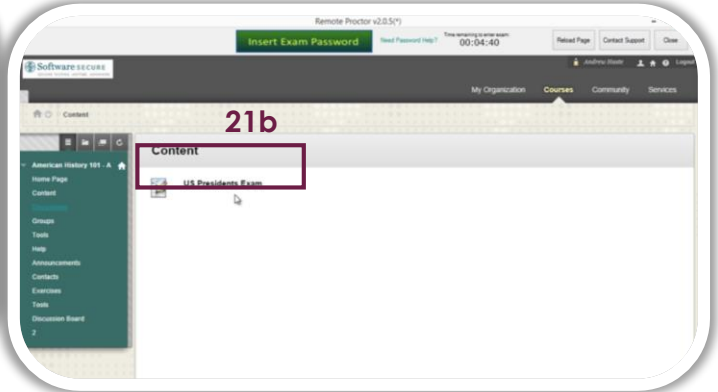 Remote Proctor v2.0.5(*)
Insert Exam Password
Need Password Help?
Time remaining to enter exam:
00:04:40
Reload Page
Contact Support
Close
Software SECURE
Logout
My Organization
Courses
Community
Services
Content
21b
Content
American History 101 - A
Home Page
Content
Discussions
Groups
Tools
Help
Announcements
Contacts
Exercises
Tools
Discussion Board
2
US Presidents Exam